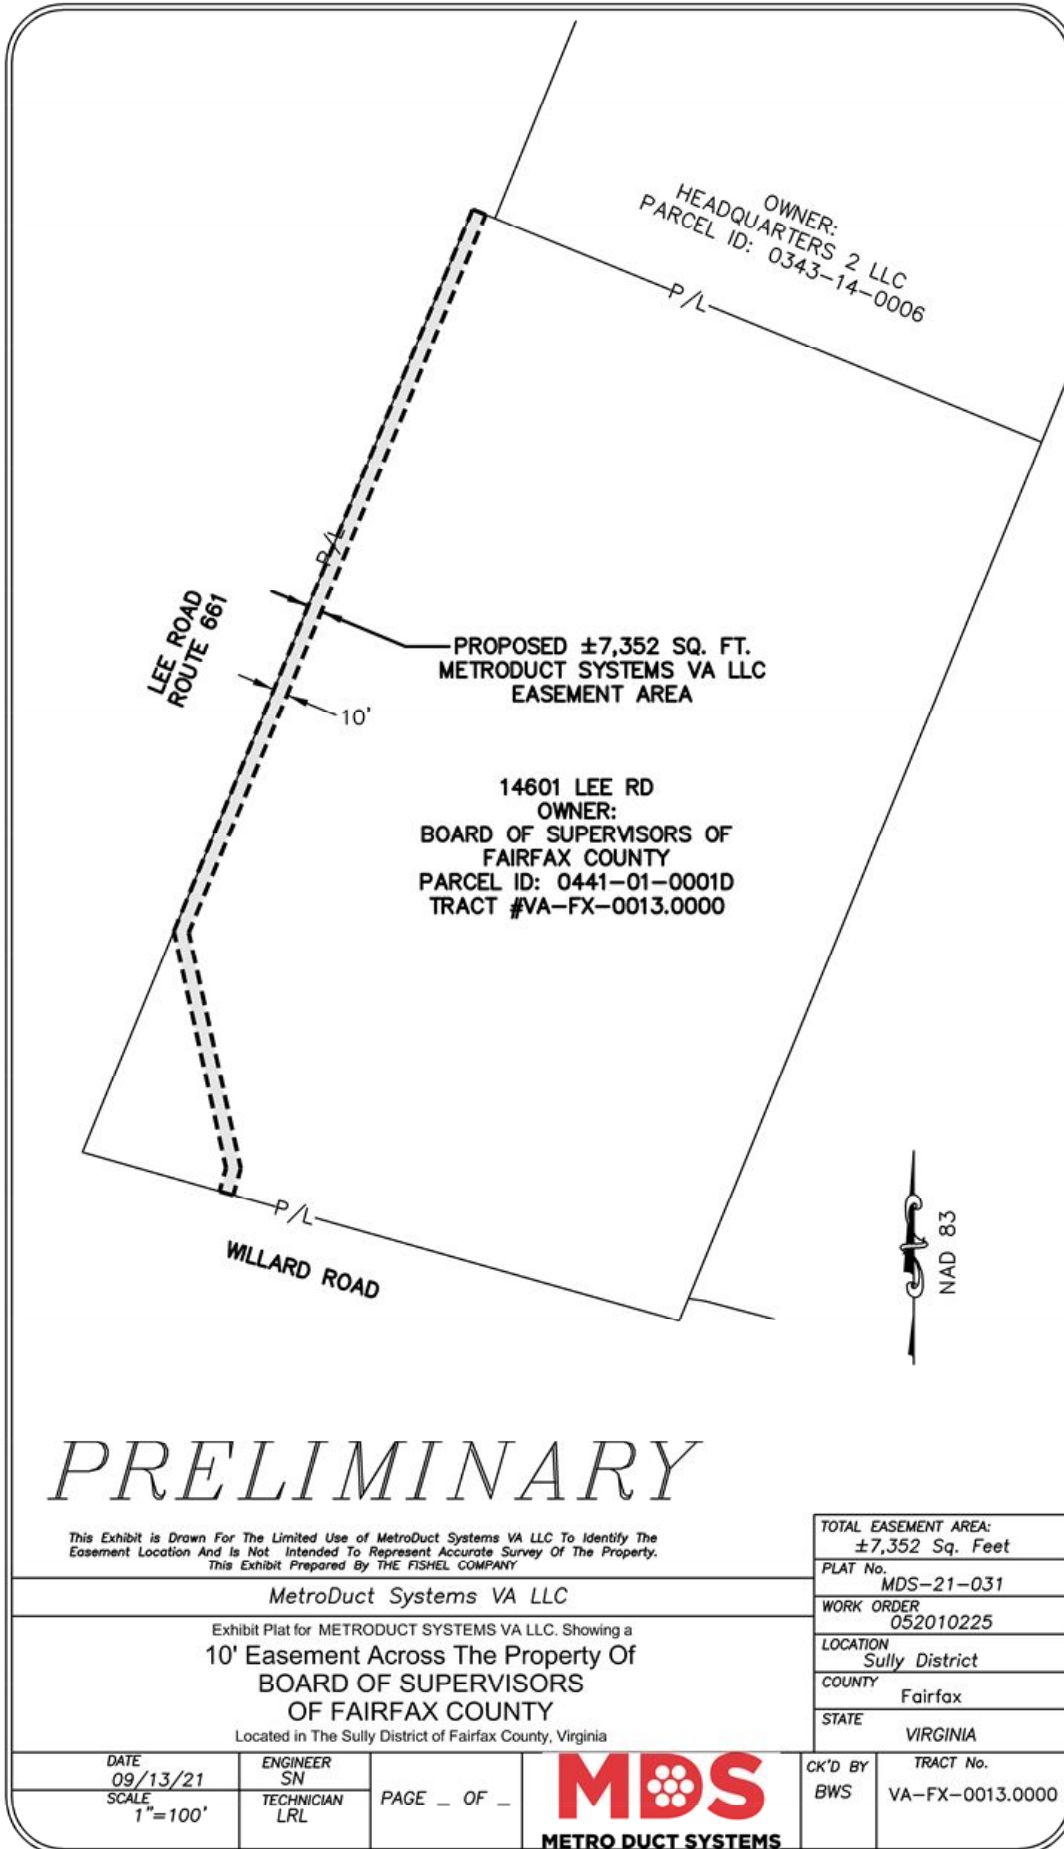 OWNER:
HEADQUARTERS 2 LLC
PARCEL ID: 0343-14-0006
P/L
P/L
LEE ROAD
ROUTE 661
PROPOSED ±7,352 SQ. FT.
METRODUCT SYSTEMS VA LLC
EASEMENT AREA
10'
14601 LEE RD
OWNER:
BOARD OF SUPERVISORS OF
FAIRFAX COUNTY
PARCEL ID: 0441-01-0001D
TRACT #VA-FX-0013.0000
P/L
WILLARD ROAD
NAD 83
PRELIMINARY
This Exhibit is Drawn For The Limited Use of MetroDuct Systems VA LLC To Identify The
Easement Location And Is Not Intended To Represent Accurate Survey Of The Property.
This Exhibit Prepared By THE FISHEL COMPANY
MetroDuct Systems VA LLC
Exhibit Plat for METRODUCT SYSTEMS VA LLC. Showing a
10' Easement Across The Property Of
BOARD OF SUPERVISORS
OF FAIRFAX COUNTY
Located in The Sully District of Fairfax County, Virginia
TOTAL EASEMENT AREA:
±7,352 Sq. Feet
PLAT No.
MDS-21-031
WORK ORDER
052010225
LOCATION
Sully District
COUNTY
Fairfax
STATE
VIRGINIA
DATE
09/13/21
SCALE
1"=100'
ENGINEER
SN
TECHNICIAN
LRL
PAGE _ OF _
MDS
METRO DUCT SYSTEMS
CK'D BY
BWS
TRACT No.
VA-FX-0013.0000